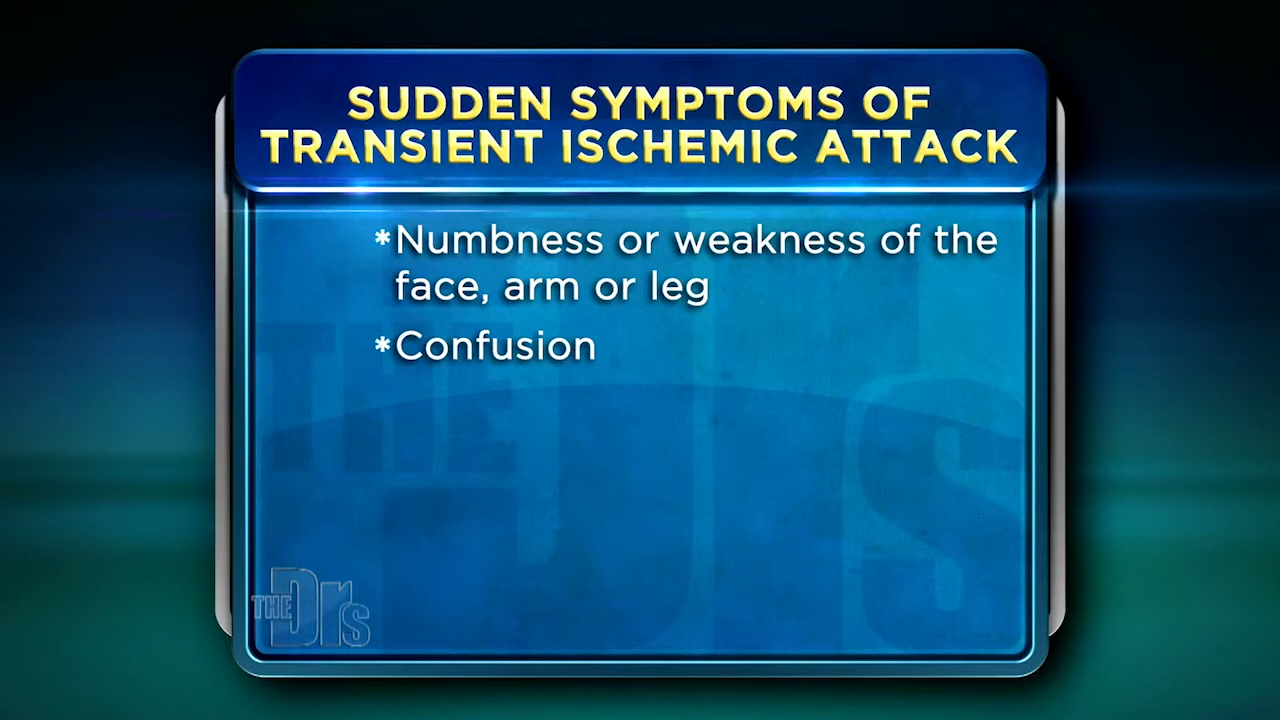 SUDDEN SYMPTOMS OF
TRANSIENT ISCHEMIC ATTACK
*Numbness or weakness of the
face, arm or leg
*Confusion
THE Drs